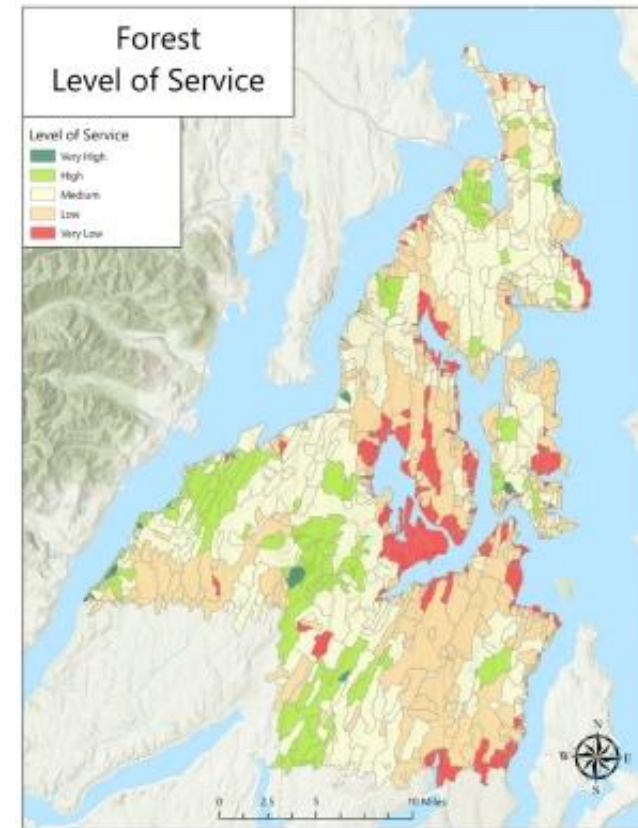 Forest
Level of Service
Level of Service
Very High
High
Medium
Low
Very Low
N
W E
S
0 2.5 5 10 Miles